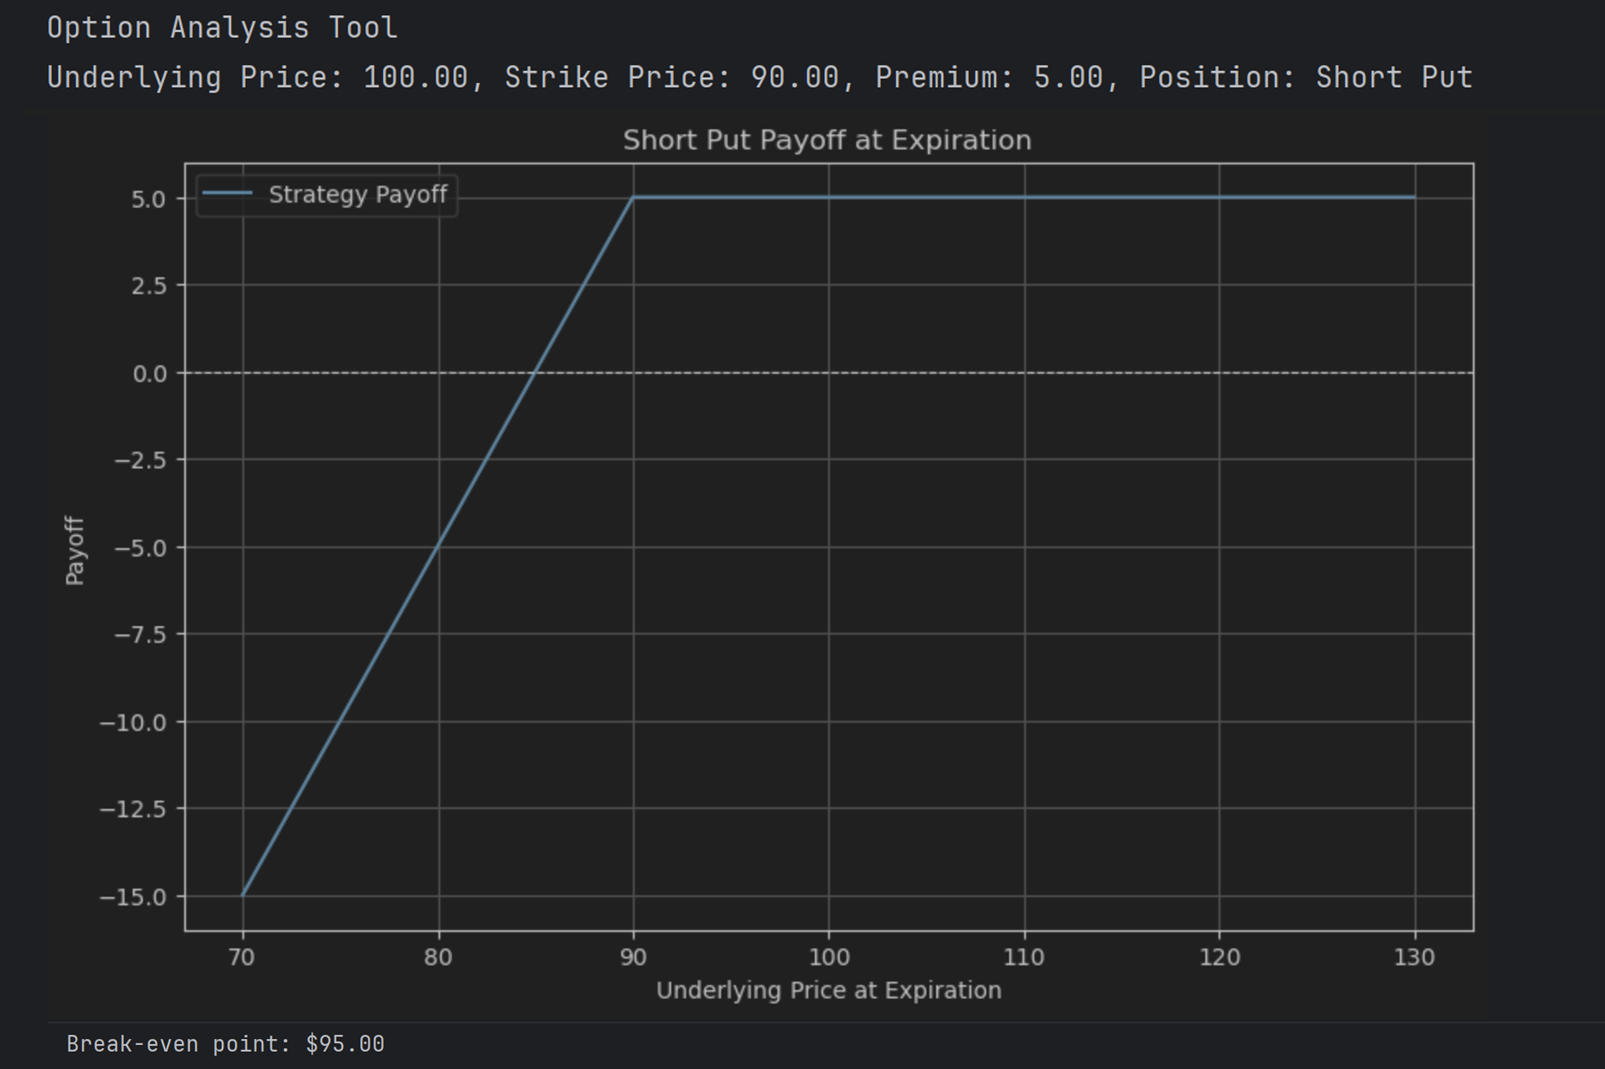 Option Analysis Tool
Underlying Price: 100.00, Strike Price: 90.00, Premium: 5.00, Position: Short Put
Short Put Payoff at Expiration
Strategy Payoff
5.0
2.5
0.0
−2.5
−5.0
−7.5
−10.0
−12.5
−15.0
Payoff
70 80 90 100 110 120 130
Underlying Price at Expiration
Break-even point: $95.00